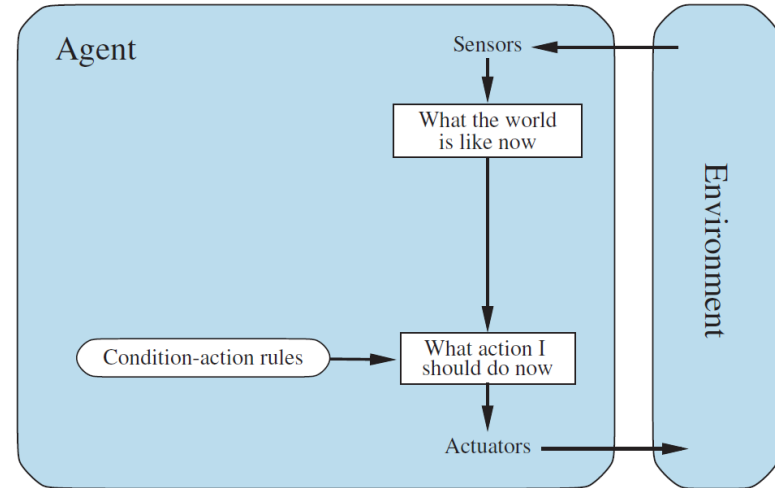 Agent
Sensors
What the world
is like now
Environment
Condition-action rules
What action I
should do now
Actuators